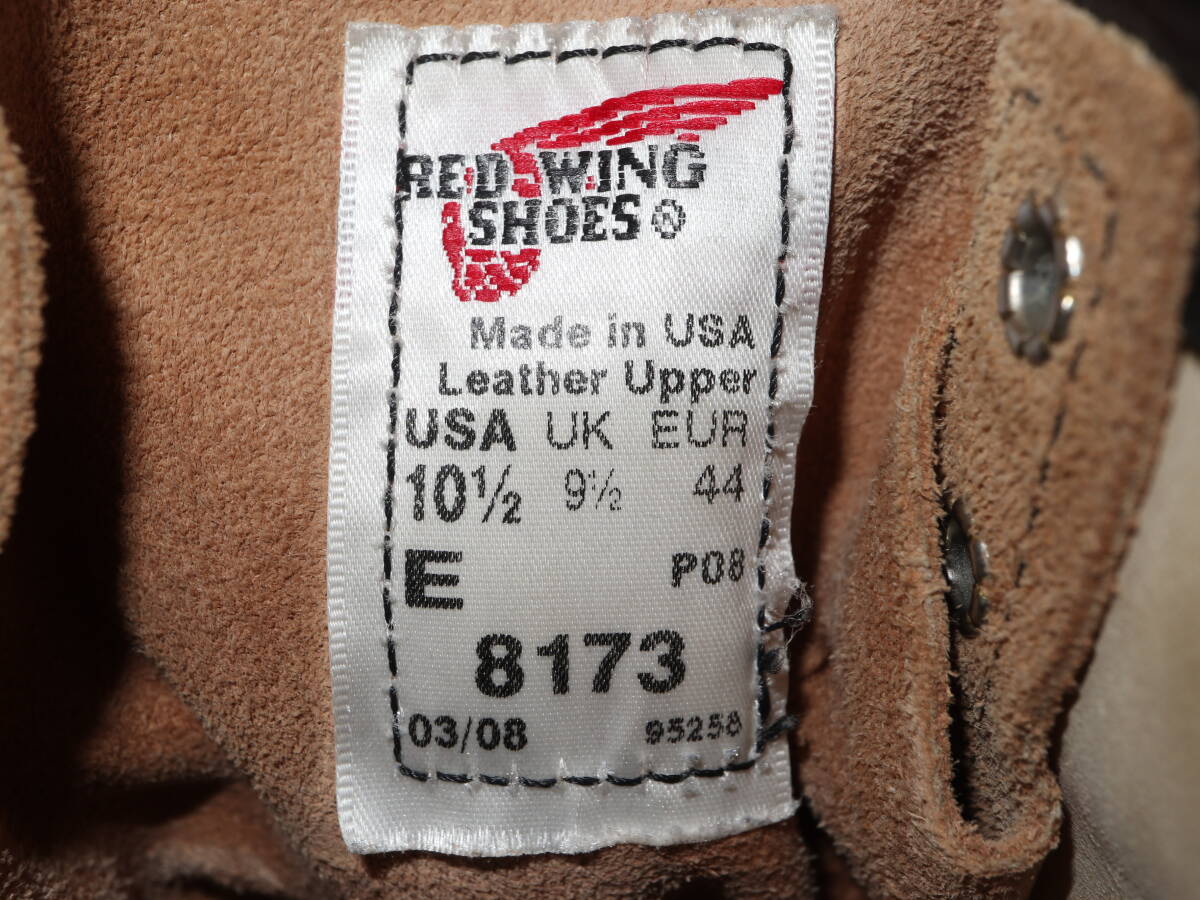 RED WING
SHOES ®
Made in USA
Leather Upper
USA UK EUR
10½ 9½ 44
E P08
8173
03/08 95258